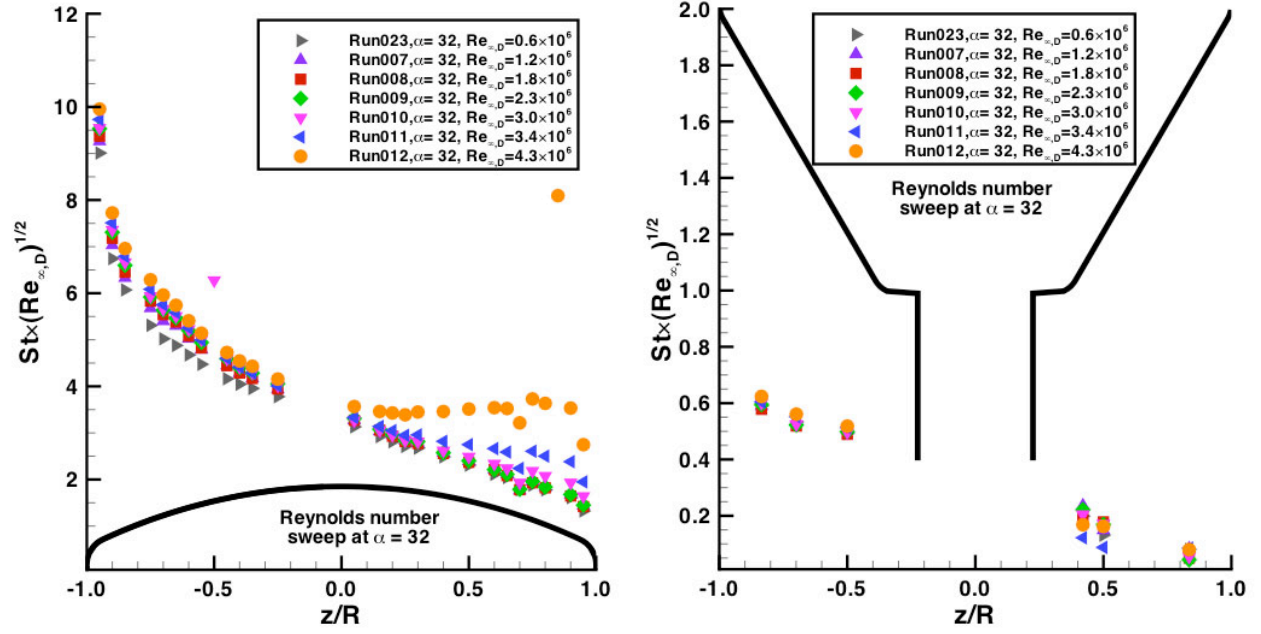 12
10
8
6
4
2
St×(Re∞,D)1/2
Run023,α= 32, Re∞,D=0.6×106
Run007,α= 32, Re∞,D=1.2×106
Run008,α= 32, Re∞,D=1.8×106
Run009,α= 32, Re∞,D=2.3×106
Run010,α= 32, Re∞,D=3.0×106
Run011,α= 32, Re∞,D=3.4×106
Run012,α= 32, Re∞,D=4.3×106
Reynolds number
sweep at α = 32
-1.0 -0.5 0.0 0.5 1.0
z/R
2.0
1.8
1.6
1.4
1.2
1.0
0.8
0.6
0.4
0.2
St×(Re∞,D)1/2
Run023,α= 32, Re∞,D=0.6×106
Run007,α= 32, Re∞,D=1.2×106
Run008,α= 32, Re∞,D=1.8×106
Run009,α= 32, Re∞,D=2.3×106
Run010,α= 32, Re∞,D=3.0×106
Run011,α= 32, Re∞,D=3.4×106
Run012,α= 32, Re∞,D=4.3×106
Reynolds number
sweep at α = 32
-1.0 -0.5 0.0 0.5 1.0
z/R